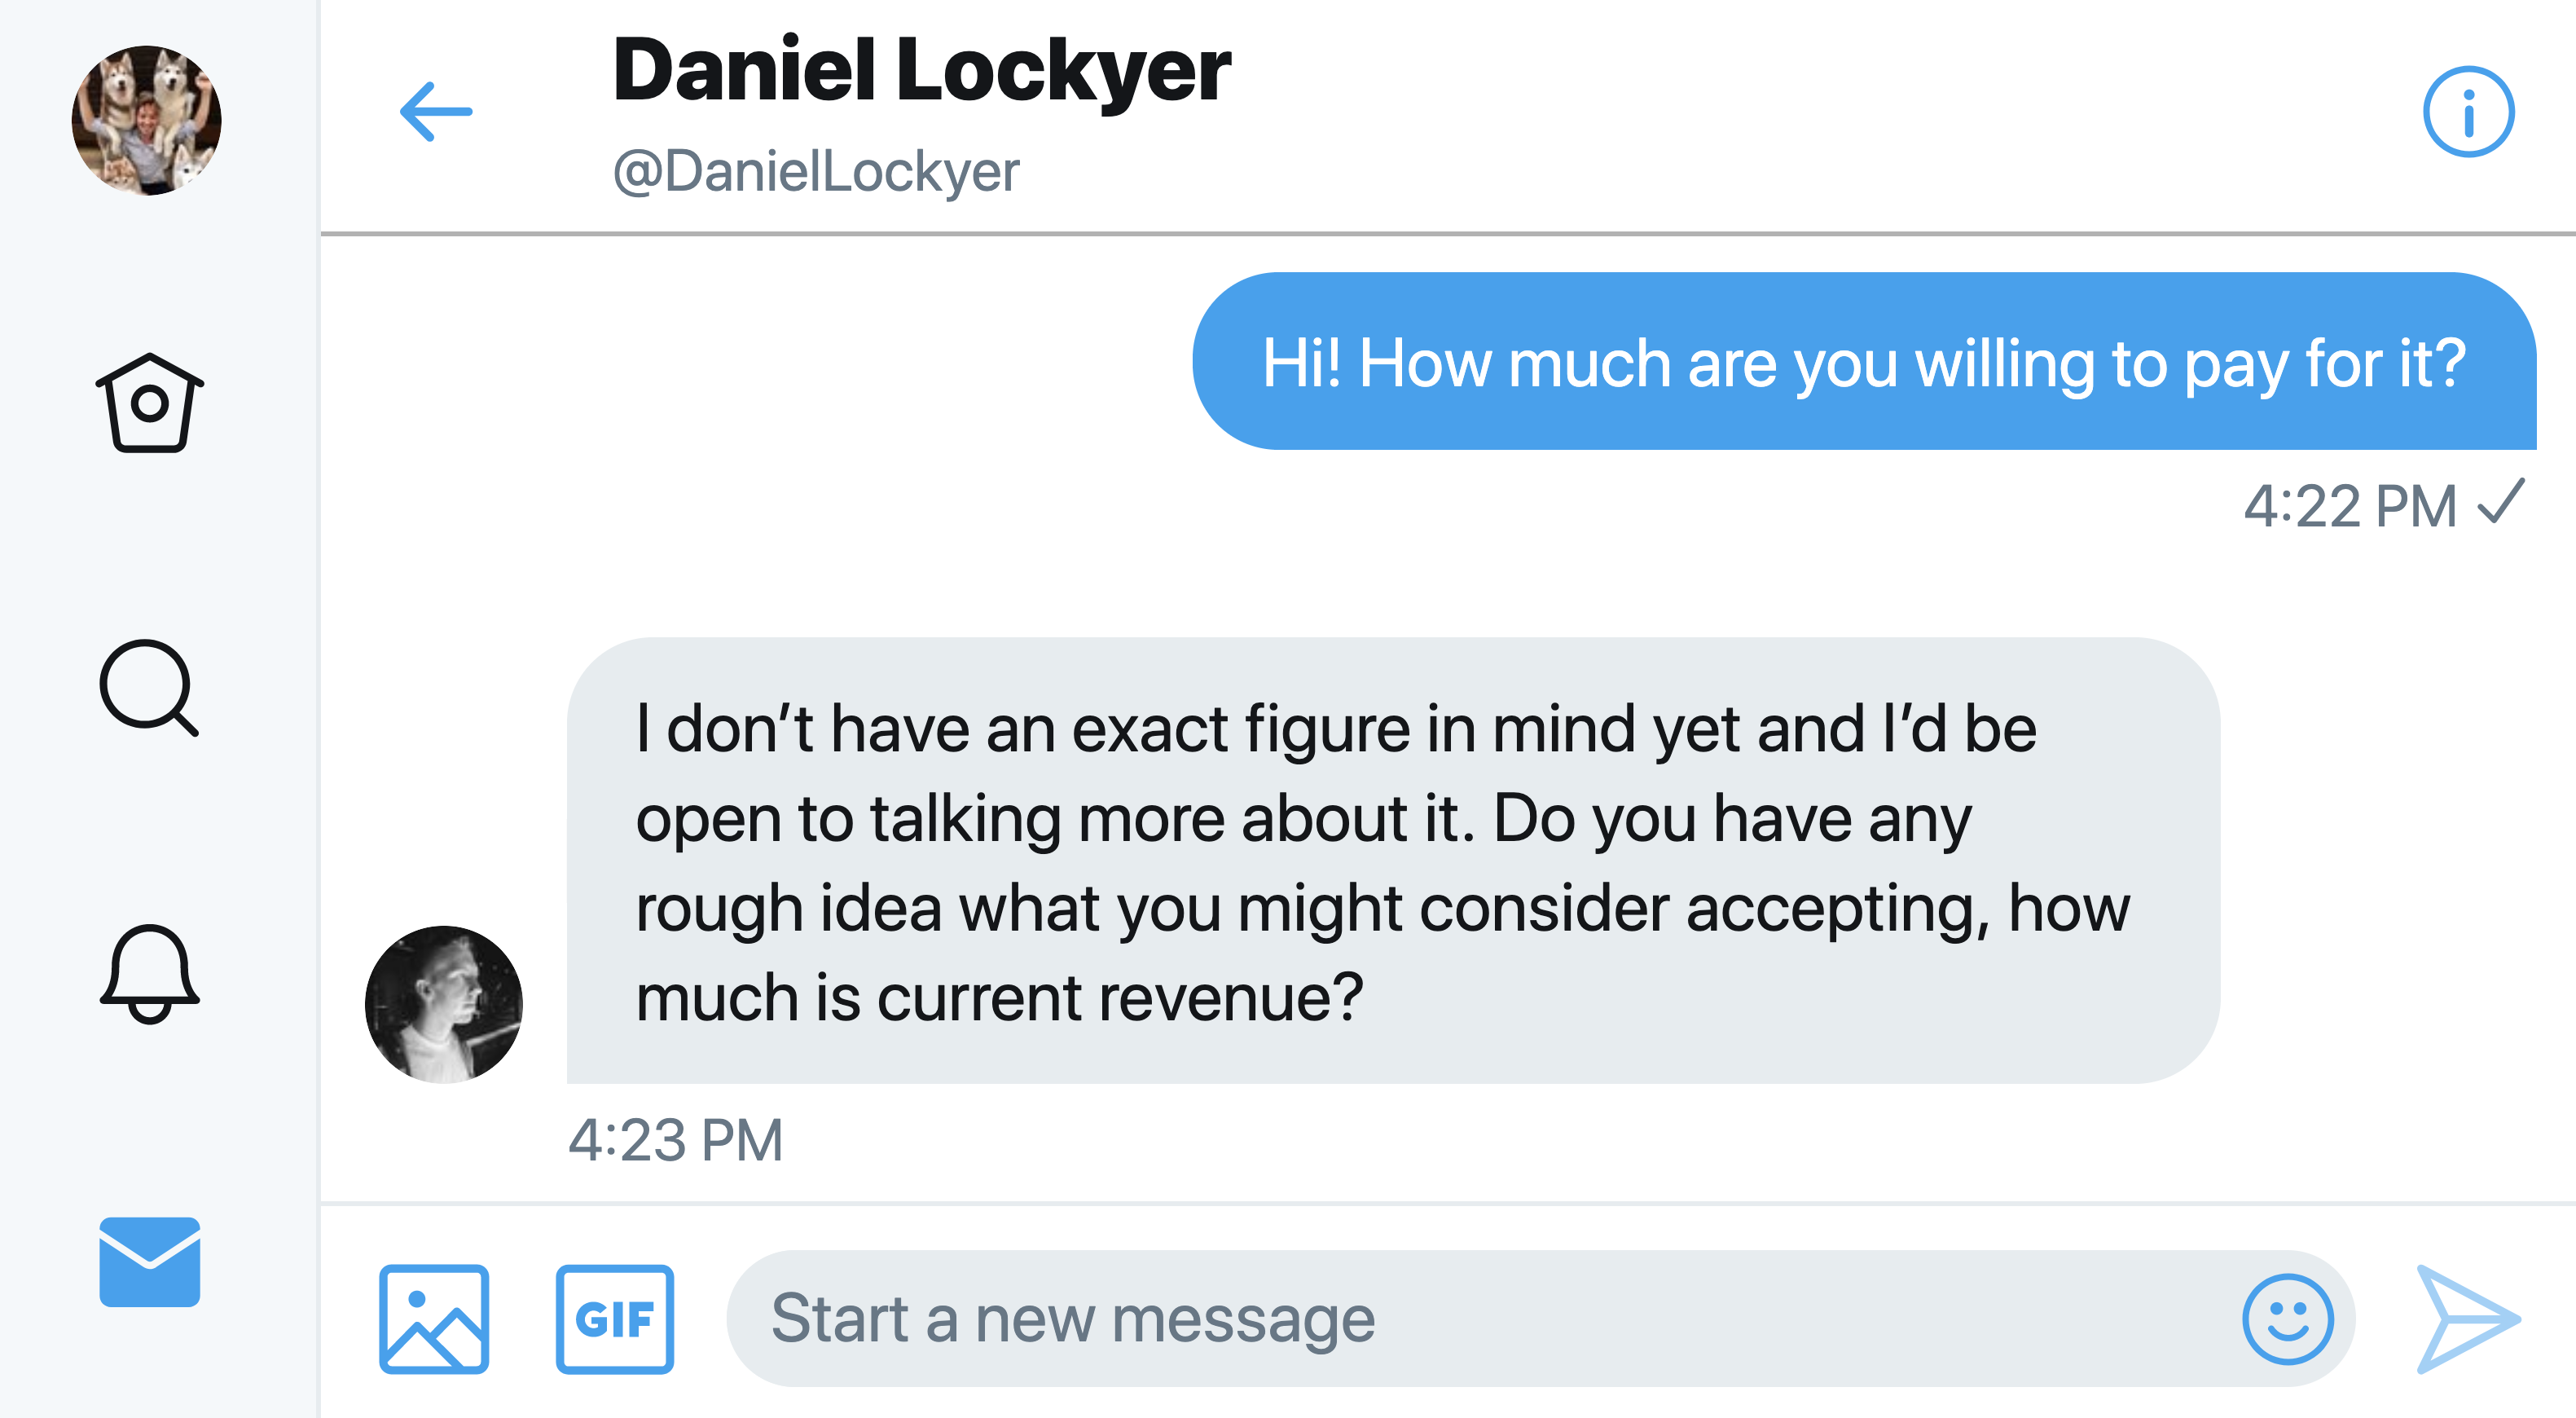 Daniel Lockyer
@DanielLockyer
Hi! How much are you willing to pay for it?
4:22 PM
I don’t have an exact figure in mind yet and I’d be
open to talking more about it. Do you have any
rough idea what you might consider accepting, how
much is current revenue?
4:23 PM
GIF
Start a new message